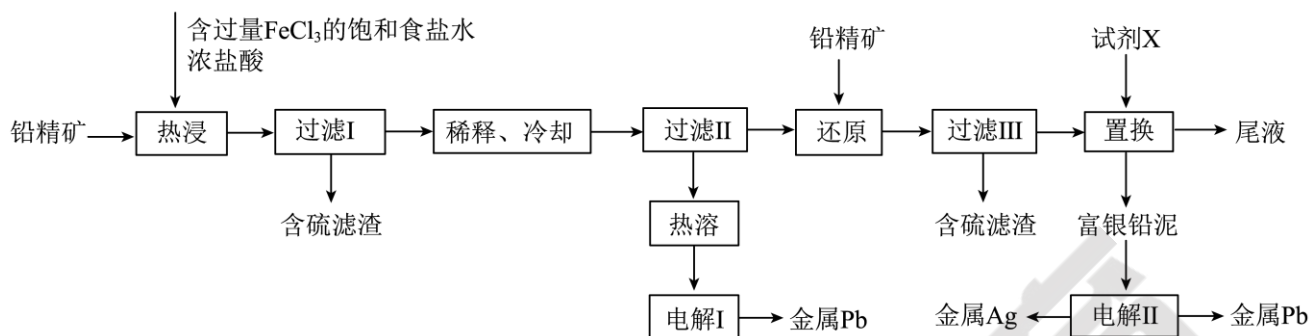 含过量FeCl₃的饱和食盐水
浓盐酸
铅精矿
试剂X
铅精矿
热浸
过滤I
稀释、冷却
过滤II
还原
过滤III
置换
尾液
含硫滤渣
热溶
含硫滤渣
富银铅泥
电解I
金属Pb
金属Ag
电解II
金属Pb